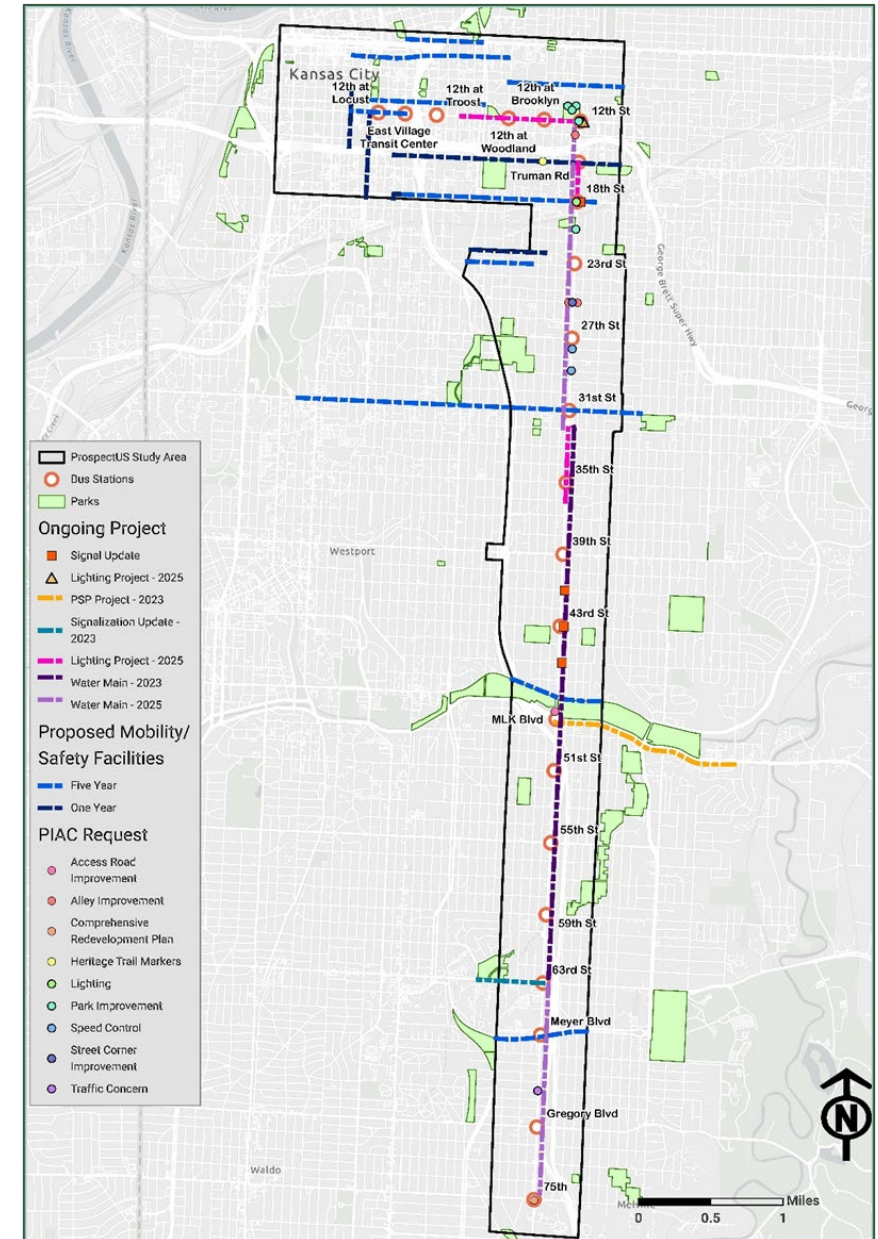 Kansas River
Kansas River
Kansas City
12th at
Locust
12th at
Troost
12th at
Brooklyn
12th St
East Village
Transit Center
12th at
Woodland
Truman Rd
18th St
23rd St
George Brett Super Hwy
27th St
31st St
Georg
35th St
39th St
Westport
43rd St
MLK Blvd
51st St
55th St
59th St
63rd St
Meyer Blvd
Gregory Blvd
Waldo
75th
ProspectUS Study Area
Bus Stations
Parks
Ongoing Project
Signal Update
Lighting Project - 2025
PSP Project - 2023
Signalization Update -
2023
Lighting Project - 2025
Water Main - 2023
Water Main - 2025
Proposed Mobility/
Safety Facilities
Five Year
One Year
PIAC Request
Access Road
Improvement
Alley Improvement
Comprehensive
Redevelopment Plan
Heritage Trail Markers
Lighting
Park Improvement
Speed Control
Street Corner
Improvement
Traffic Concern
N
Miles
0 0.5 1